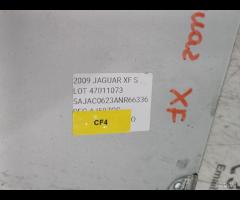 2009 JAGUAR XF S
LOT 47011073
SAJAC0623ANR66336
CF4
XF